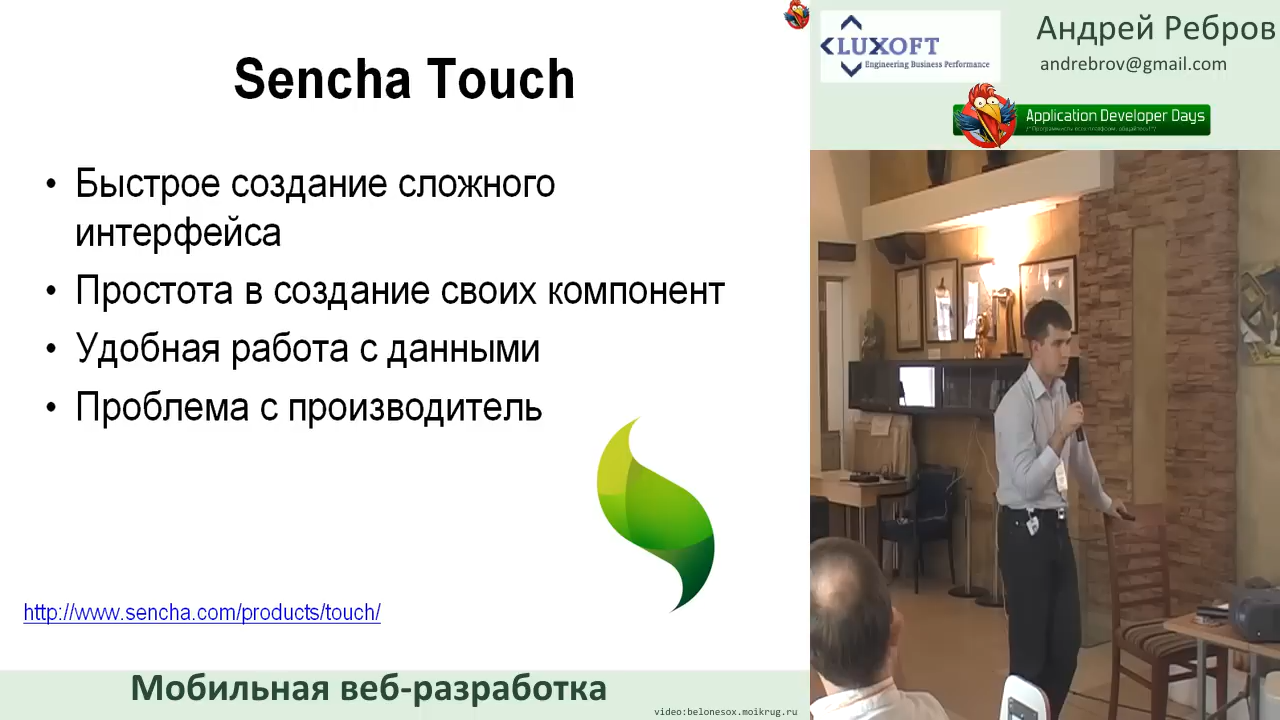 Sencha Touch
• Быстрое создание сложного
интерфейса
• Простота в создание своих компонент
• Удобная работа с данными
• Проблема с производитель
http://www.sencha.com/products/touch/
Мобильная веб-разработка
video:belonesox.moikrug.ru
LUXOFT
Engineering Business Performance
Андрей Ребров
andrebrov@gmail.com
Application Developer Days